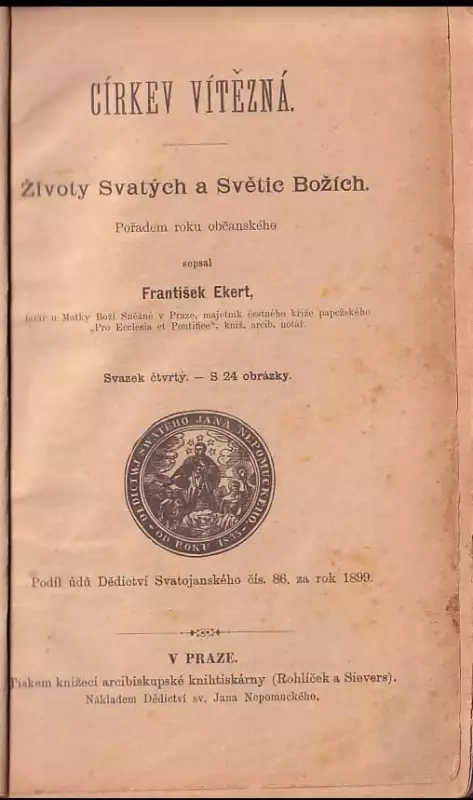 CÍRKEV VÍTĚZNÁ.
Životy Svatých a Světic Božích.
Pořadem roku občanského
sepsal
František Ekert,
farář u Matky Boží Sněžné v Praze, majetník čestného kříže papežského
„Pro Ecclesia et Pontifice“, kníž. arcib. notář.
Svazek čtvrtý. — S 24 obrázky.
DĚDICTWJ SWATÉHO JANA NEPOMUCKÉHO.
OD ROKU 1835
Podíl údů Dědictví Svatojanského čís. 86. za rok 1899.
V PRAZE.
Tiskem knížecí arcibiskupské knihtiskárny (Rohlíček a Sievers).
Nákladem Dědictví sv. Jana Nepomuckého.